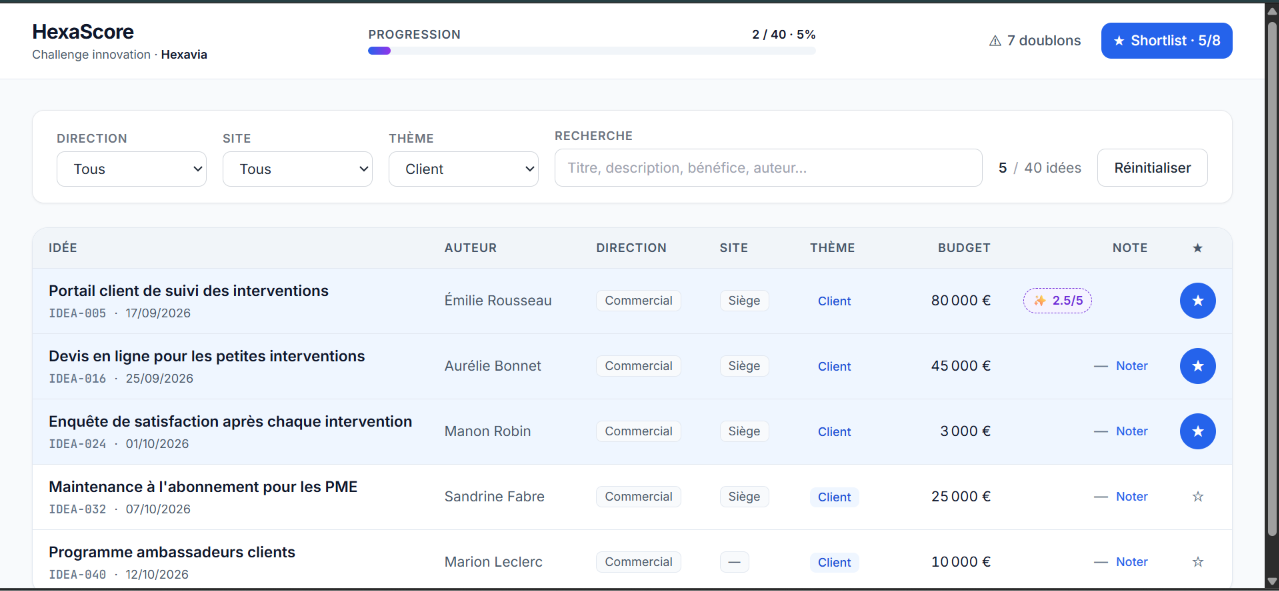 HexaScore
Challenge innovation · Hexavia
PROGRESSION 2 / 40 · 5%
⚠ 7 doublons
★ Shortlist · 5/8
DIRECTION SITE THÈME RECHERCHE
Tous Tous Client Titre, description, bénéfice, auteur... 5 / 40 idées Réinitialiser
IDÉE AUTEUR DIRECTION SITE THÈME BUDGET NOTE ★
Portail client de suivi des interventions
IDEA-005 · 17/09/2026
Émilie Rousseau Commercial Siège Client 80 000 € ✨ 2.5/5 ★
Devis en ligne pour les petites interventions
IDEA-016 · 25/09/2026
Aurélie Bonnet Commercial Siège Client 45 000 € — Noter ★
Enquête de satisfaction après chaque intervention
IDEA-024 · 01/10/2026
Manon Robin Commercial Siège Client 3 000 € — Noter ★
Maintenance à l'abonnement pour les PME
IDEA-032 · 07/10/2026
Sandrine Fabre Commercial Siège Client 25 000 € — Noter ☆
Programme ambassadeurs clients
IDEA-040 · 12/10/2026
Marion Leclerc Commercial — Client 10 000 € — Noter ☆